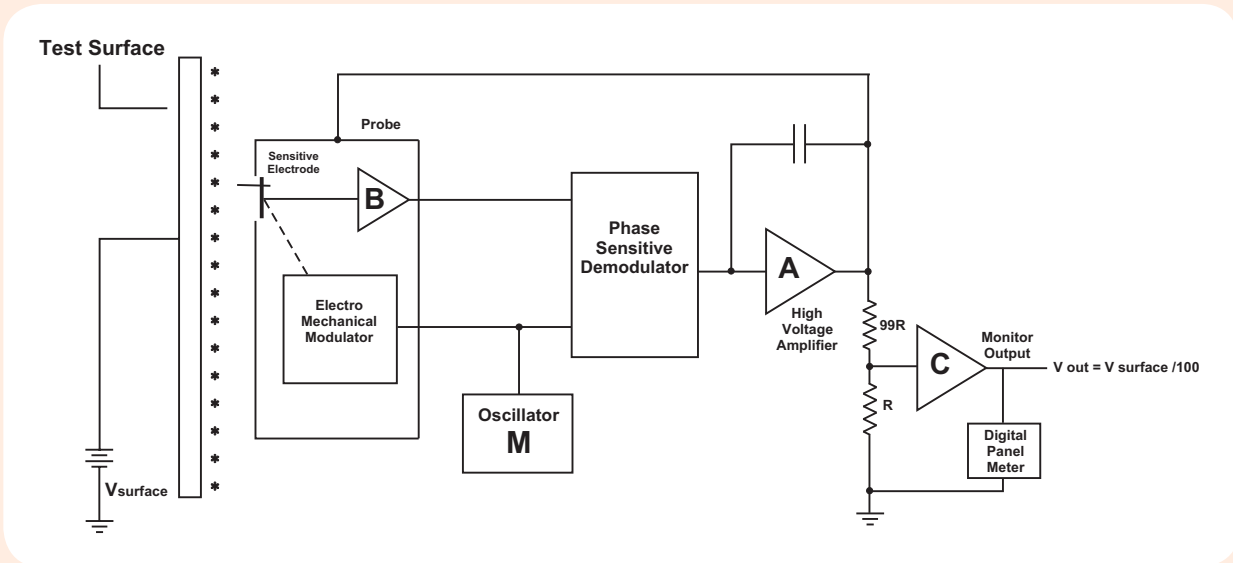 Test Surface
Probe
Sensitive
Electrode
B
Phase
Sensitive
Demodulator
A
High
Voltage
Amplifier
Electro
Mechanical
Modulator
99R
C
Monitor
Output
V out = V surface /100
R
Oscillator
M
Digital
Panel
Meter
Vsurface